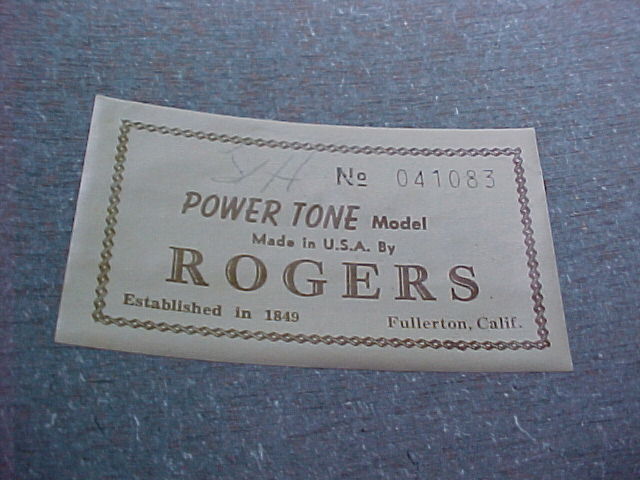 No 041083
POWER TONE Model
Made in U.S.A. By
ROGERS
Established in 1849
Fullerton, Calif.